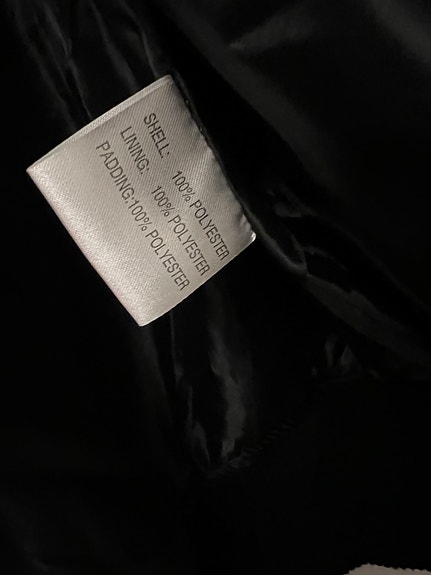 SHELL: 100% POLYESTER
LINING: 100% POLYESTER
PADDING:100% POLYESTER